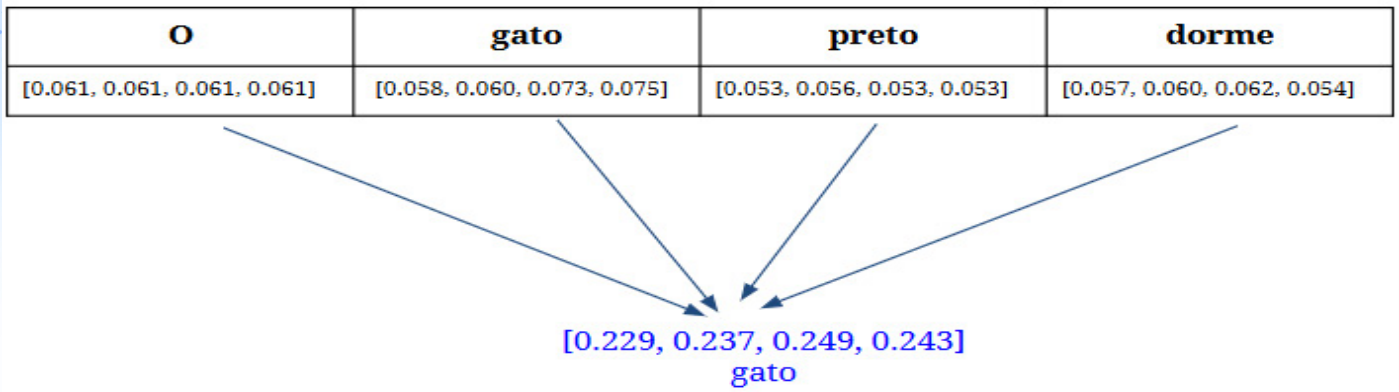 O gato preto dorme
[0.061, 0.061, 0.061, 0.061] [0.058, 0.060, 0.073, 0.075] [0.053, 0.056, 0.053, 0.053] [0.057, 0.060, 0.062, 0.054]
[0.229, 0.237, 0.249, 0.243]
gato